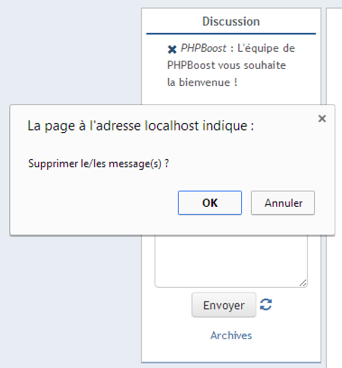 Discussion
PHPBoost : L'équipe de
PHPBoost vous souhaite
la bienvenue !
La page à l'adresse localhost indique :
Supprimer le/les message(s) ?
OK Annuler
Envoyer
Archives